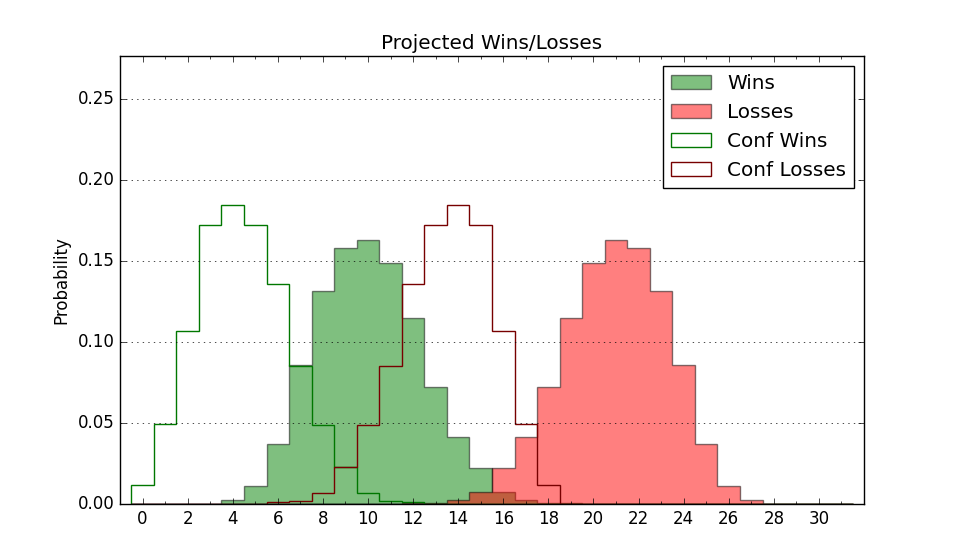 Projected Wins/Losses
Wins
Losses
Conf Wins
Conf Losses
Probability
0.25
0.20
0.15
0.10
0.05
0.00
0 2 4 6 8 10 12 14 16 18 20 22 24 26 28 30